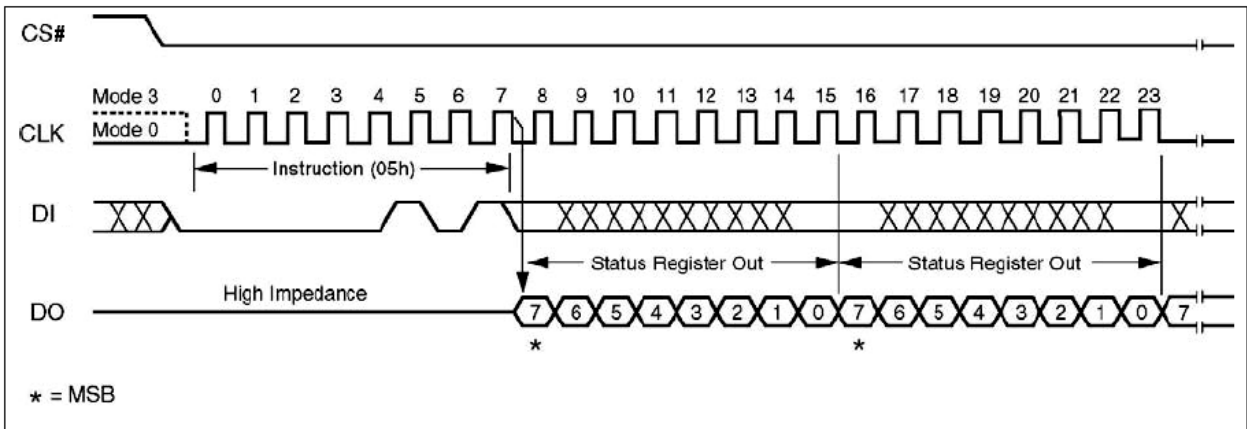 CS#
Mode 3 0 1 2 3 4 5 6 7 8 9 10 11 12 13 14 15 16 17 18 19 20 21 22 23
CLK Mode 0
Instruction (05h)
DI
Status Register Out Status Register Out
High Impedance
DO 7 6 5 4 3 2 1 0 7 6 5 4 3 2 1 0 7
* *
* = MSB